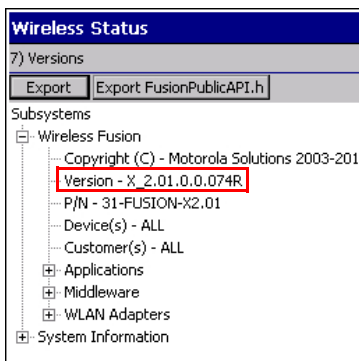 Wireless Status
7) Versions
Export Export FusionPublicAPI.h
Subsystems
Wireless Fusion
Copyright (C) - Motorola Solutions 2003-201
Version - X_2.01.0.0.074R
P/N - 31-FUSION-X2.01
Device(s) - ALL
Customer(s) - ALL
Applications
Middleware
WLAN Adapters
System Information